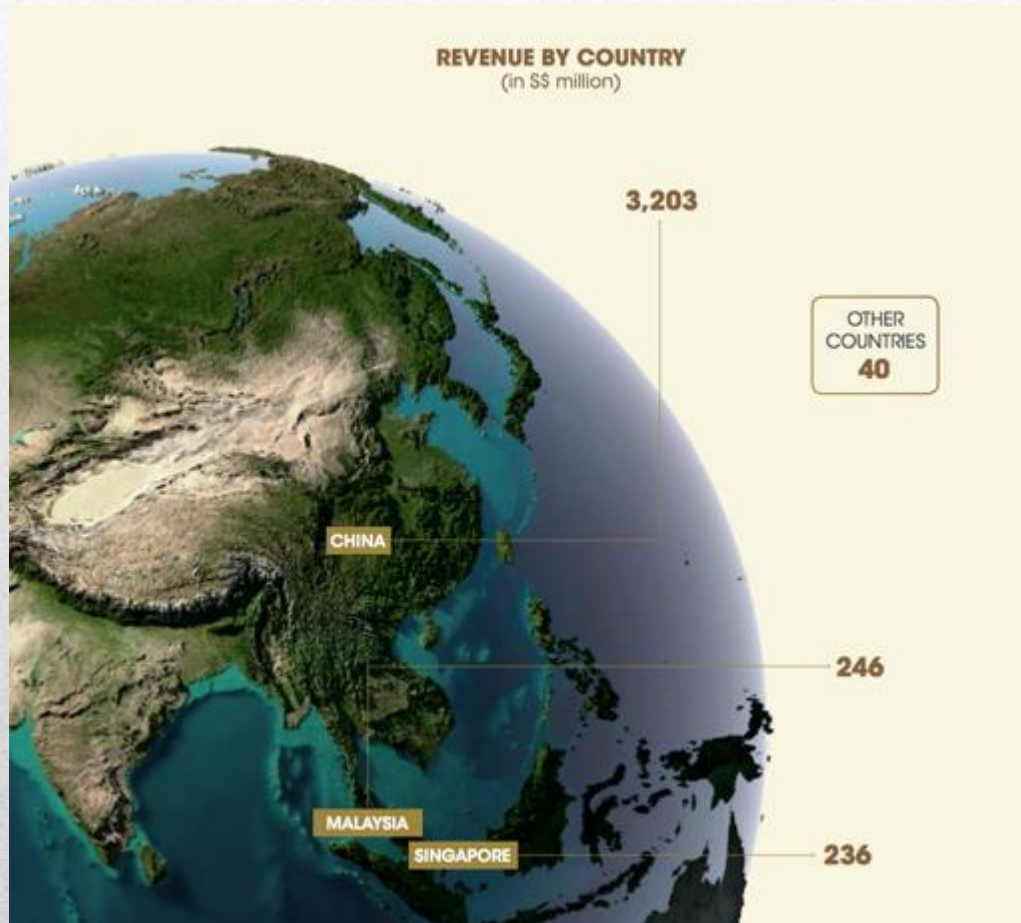 REVENUE BY COUNTRY
(in S$ million)
3,203
OTHER
COUNTRIES
40
CHINA
246
MALAYSIA
SINGAPORE
236